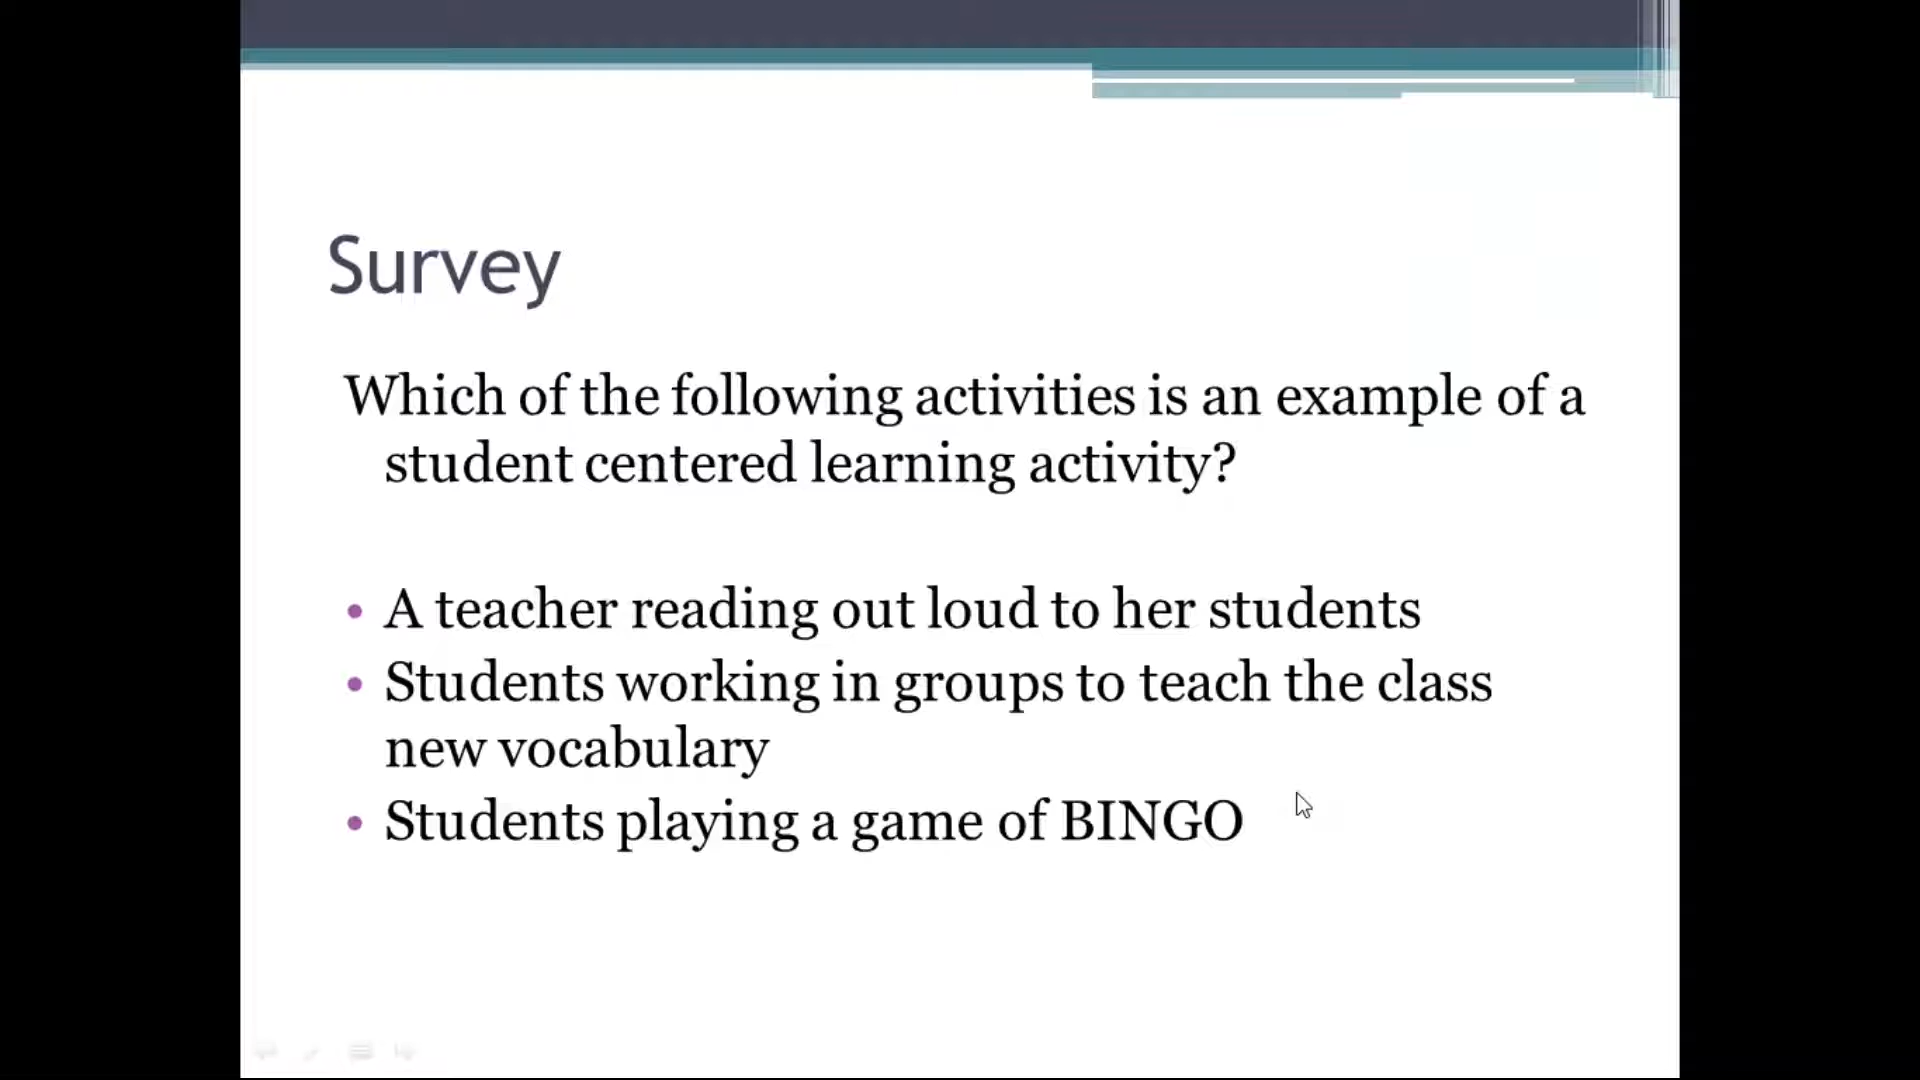 Survey
Which of the following activities is an example of a
student centered learning activity?
• A teacher reading out loud to her students
• Students working in groups to teach the class
new vocabulary
• Students playing a game of BINGO